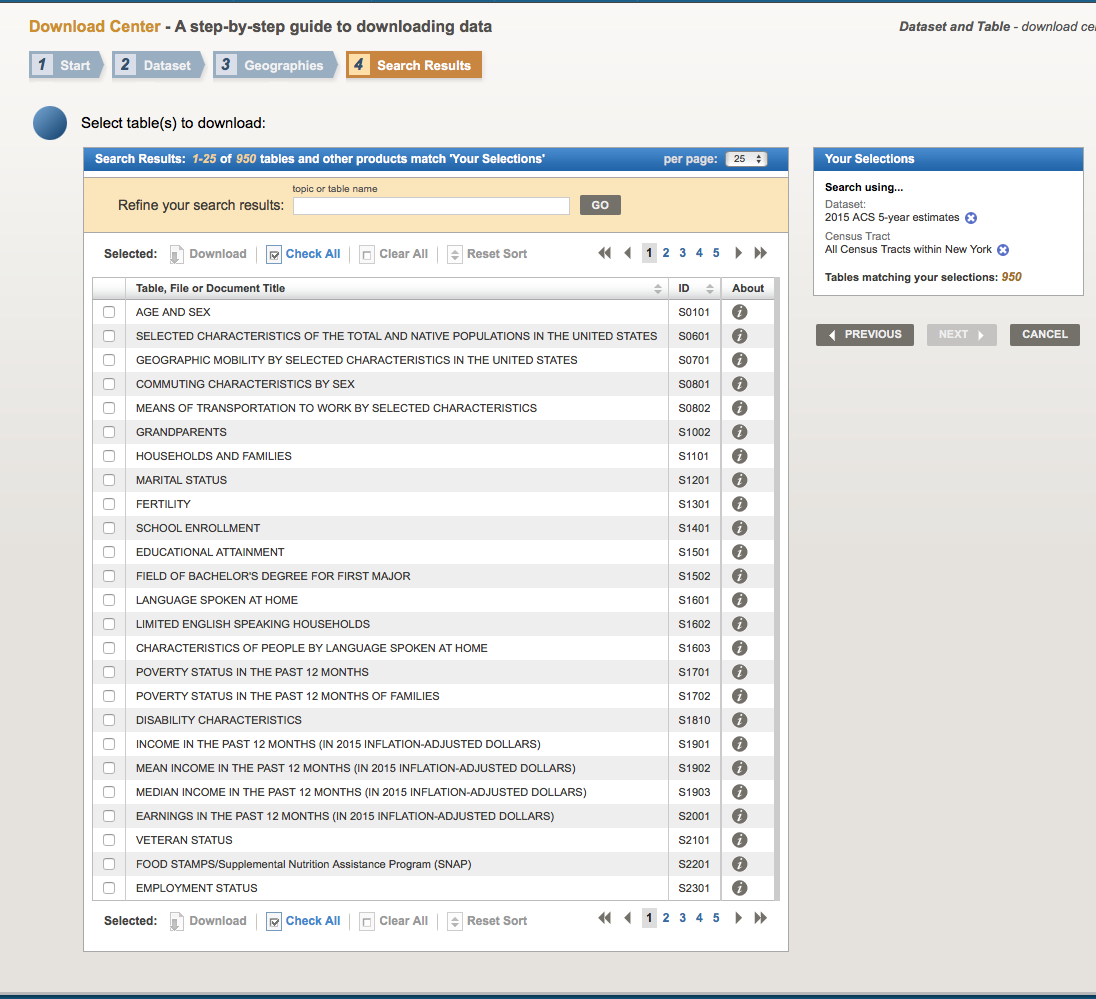 Download Center - A step-by-step guide to downloading data
Dataset and Table - download
1 Start 2 Dataset 3 Geographies 4 Search Results
Select table(s) to download:
Search Results: 1-25 of 950 tables and other products match 'Your Selections' per page: 25
topic or table name
Refine your search results: GO
Selected: Download Check All Clear All Reset Sort 1 2 3 4 5
Table, File or Document Title ID About
AGE AND SEX S0101
SELECTED CHARACTERISTICS OF THE TOTAL AND NATIVE POPULATIONS IN THE UNITED STATES S0601
GEOGRAPHIC MOBILITY BY SELECTED CHARACTERISTICS IN THE UNITED STATES S0701
COMMUTING CHARACTERISTICS BY SEX S0801
MEANS OF TRANSPORTATION TO WORK BY SELECTED CHARACTERISTICS S0802
GRANDPARENTS S1002
HOUSEHOLDS AND FAMILIES S1101
MARITAL STATUS S1201
FERTILITY S1301
SCHOOL ENROLLMENT S1401
EDUCATIONAL ATTAINMENT S1501
FIELD OF BACHELOR'S DEGREE FOR FIRST MAJOR S1502
LANGUAGE SPOKEN AT HOME S1601
LIMITED ENGLISH SPEAKING HOUSEHOLDS S1602
CHARACTERISTICS OF PEOPLE BY LANGUAGE SPOKEN AT HOME S1603
POVERTY STATUS IN THE PAST 12 MONTHS S1701
POVERTY STATUS IN THE PAST 12 MONTHS OF FAMILIES S1702
DISABILITY CHARACTERISTICS S1810
INCOME IN THE PAST 12 MONTHS (IN 2015 INFLATION-ADJUSTED DOLLARS) S1901
MEAN INCOME IN THE PAST 12 MONTHS (IN 2015 INFLATION-ADJUSTED DOLLARS) S1902
MEDIAN INCOME IN THE PAST 12 MONTHS (IN 2015 INFLATION-ADJUSTED DOLLARS) S1903
EARNINGS IN THE PAST 12 MONTHS (IN 2015 INFLATION-ADJUSTED DOLLARS) S2001
VETERAN STATUS S2101
FOOD STAMPS/Supplemental Nutrition Assistance Program (SNAP) S2201
EMPLOYMENT STATUS S2301
Selected: Download Check All Clear All Reset Sort 1 2 3 4 5
Your Selections
Search using...
Dataset:
2015 ACS 5-year estimates
Census Tract
All Census Tracts within New York
Tables matching your selections: 950
PREVIOUS NEXT CANCEL